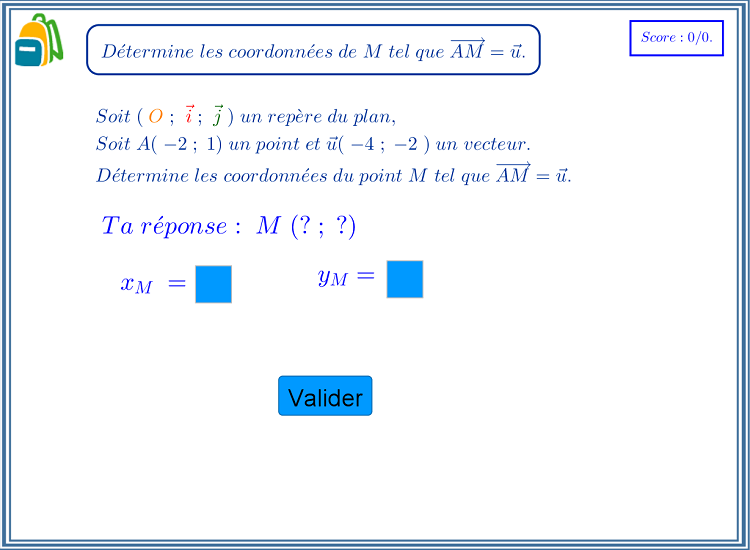 Détermine les coordonnées de M tel que \overrightarrow{AM} = \vec{u}.
Score : 0/0.
Soit ( O ; \vec{i} ; \vec{j} ) un repère du plan,
Soit A( −2 ; 1) un point et \vec{u}( −4 ; −2 ) un vecteur.
Détermine les coordonnées du point M tel que \overrightarrow{AM} = \vec{u}.
Ta réponse : M (? ; ?)
x_M = y_M =
Valider